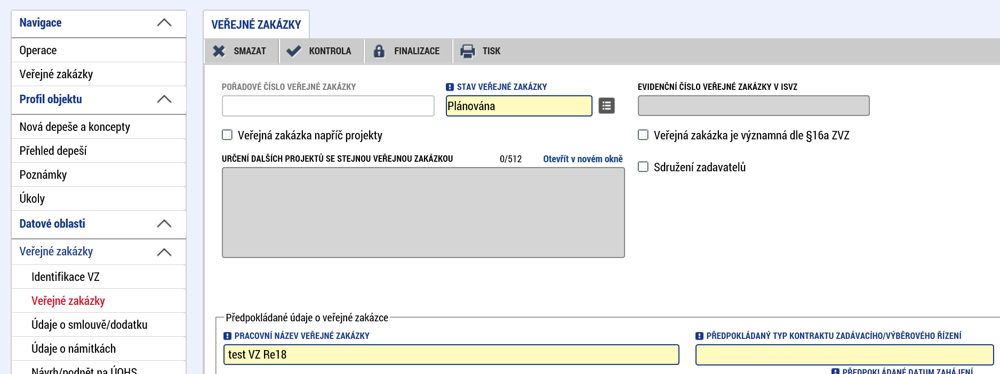 Navigace
Operace
Veřejné zakázky
Profil objektu
Nová depeše a koncepty
Přehled depeší
Poznámky
Úkoly
Datové oblasti
Veřejné zakázky
Identifikace VZ
Veřejné zakázky
Údaje o smlouvě/dodatku
Údaje o námitkách
Návrh/podnět na ÚOHS
VEŘEJNÉ ZAKÁZKY
SMAZAT KONTROLA FINALIZACE TISK
POŘADOVÉ ČÍSLO VEŘEJNÉ ZAKÁZKY
STAV VEŘEJNÉ ZAKÁZKY
Plánována
EVIDENČNÍ ČÍSLO VEŘEJNÉ ZAKÁZKY V ISVZ
Veřejná zakázka napříč projekty
Veřejná zakázka je významná dle §16a ZVZ
URČENÍ DALŠÍCH PROJEKTŮ SE STEJNOU VEŘEJNOU ZAKÁZKOU 0/512 Otevřít v novém okně
Sdružení zadavatelů
Předpokládané údaje o veřejné zakázce
PRACOVNÍ NÁZEV VEŘEJNÉ ZAKÁZKY
test VZ Re18
PŘEDPOKLÁDANÝ TYP KONTRAKTU ZADÁVACÍHO/VÝBĚROVÉHO ŘÍZENÍ
PŘEDPOKLÁDANÉ DATUM ZAHÁJENÍ